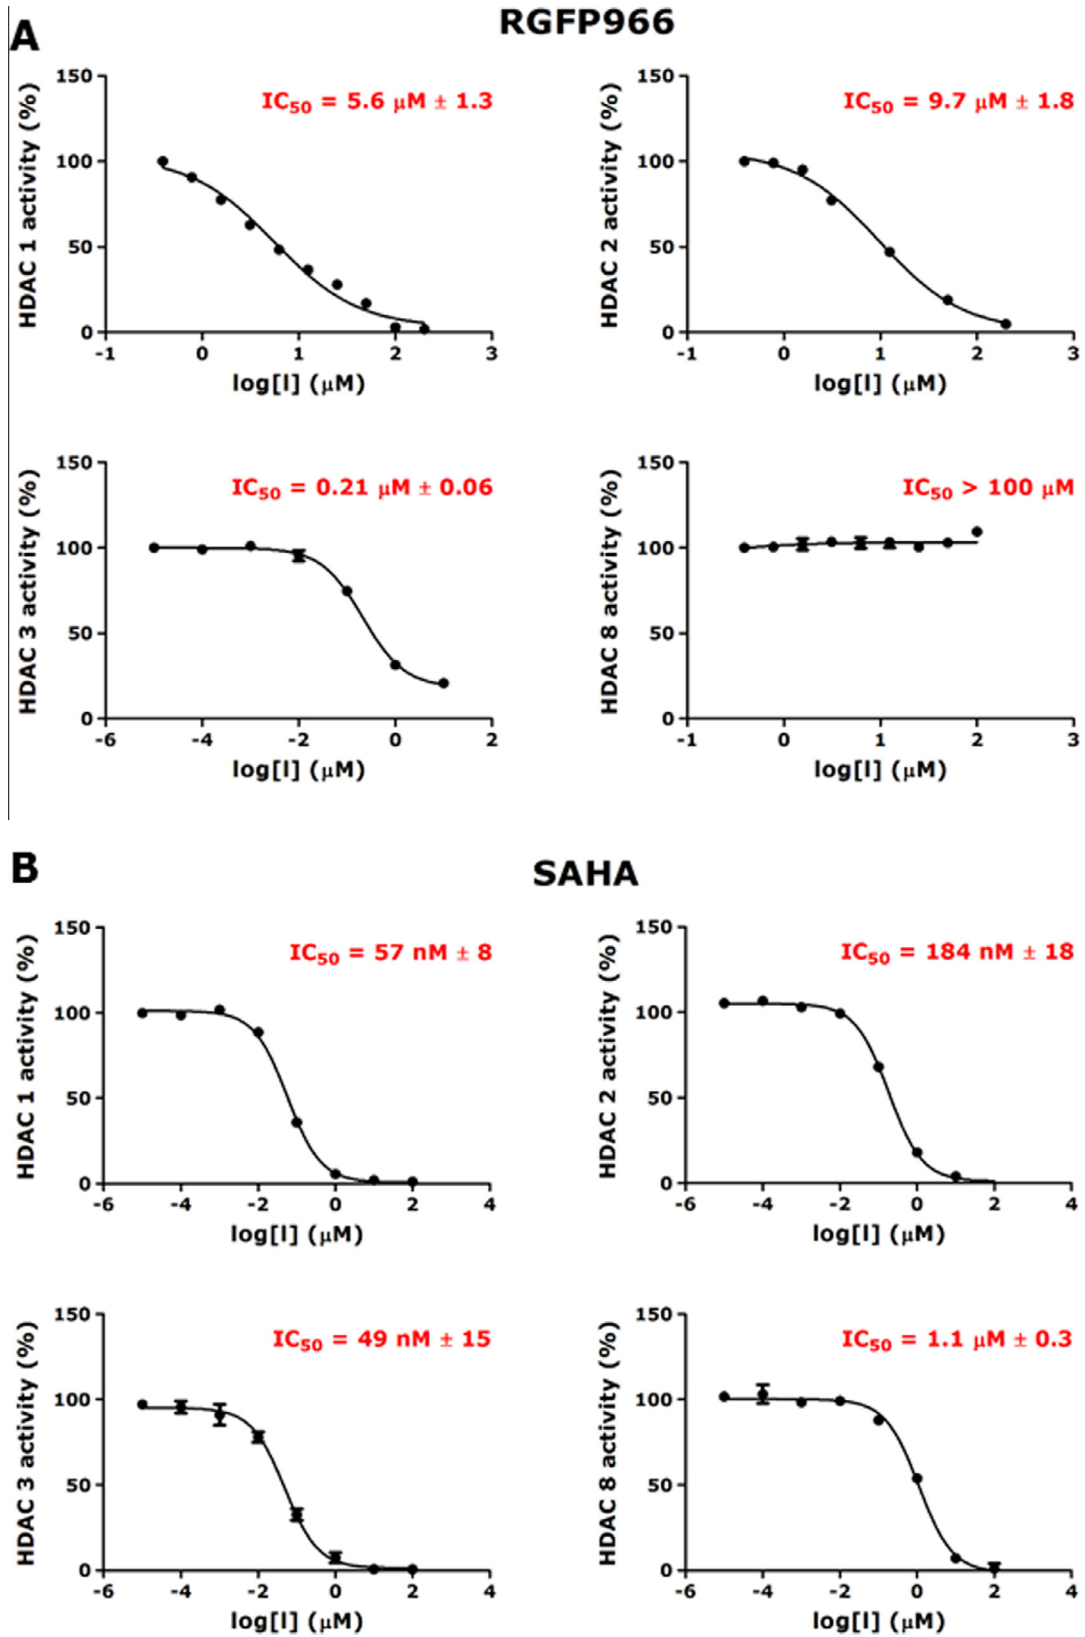 A
RGFP966
IC50 = 5.6 μM ± 1.3
HDAC 1 activity (%)
150
100
50
0
-1 0 1 2 3
log[I] (μM)
IC50 = 9.7 μM ± 1.8
HDAC 2 activity (%)
150
100
50
0
-1 0 1 2 3
log[I] (μM)
IC50 = 0.21 μM ± 0.06
HDAC 3 activity (%)
150
100
50
0
-6 -4 -2 0 2
log[I] (μM)
IC50 > 100 μM
HDAC 8 activity (%)
150
100
50
0
-1 0 1 2 3
log[I] (μM)
B
SAHA
IC50 = 57 nM ± 8
HDAC 1 activity (%)
150
100
50
0
-6 -4 -2 0 2 4
log[I] (μM)
IC50 = 184 nM ± 18
HDAC 2 activity (%)
150
100
50
0
-6 -4 -2 0 2 4
log[I] (μM)
IC50 = 49 nM ± 15
HDAC 3 activity (%)
150
100
50
0
-6 -4 -2 0 2 4
log[I] (μM)
IC50 = 1.1 μM ± 0.3
HDAC 8 activity (%)
150
100
50
0
-6 -4 -2 0 2 4
log[I] (μM)